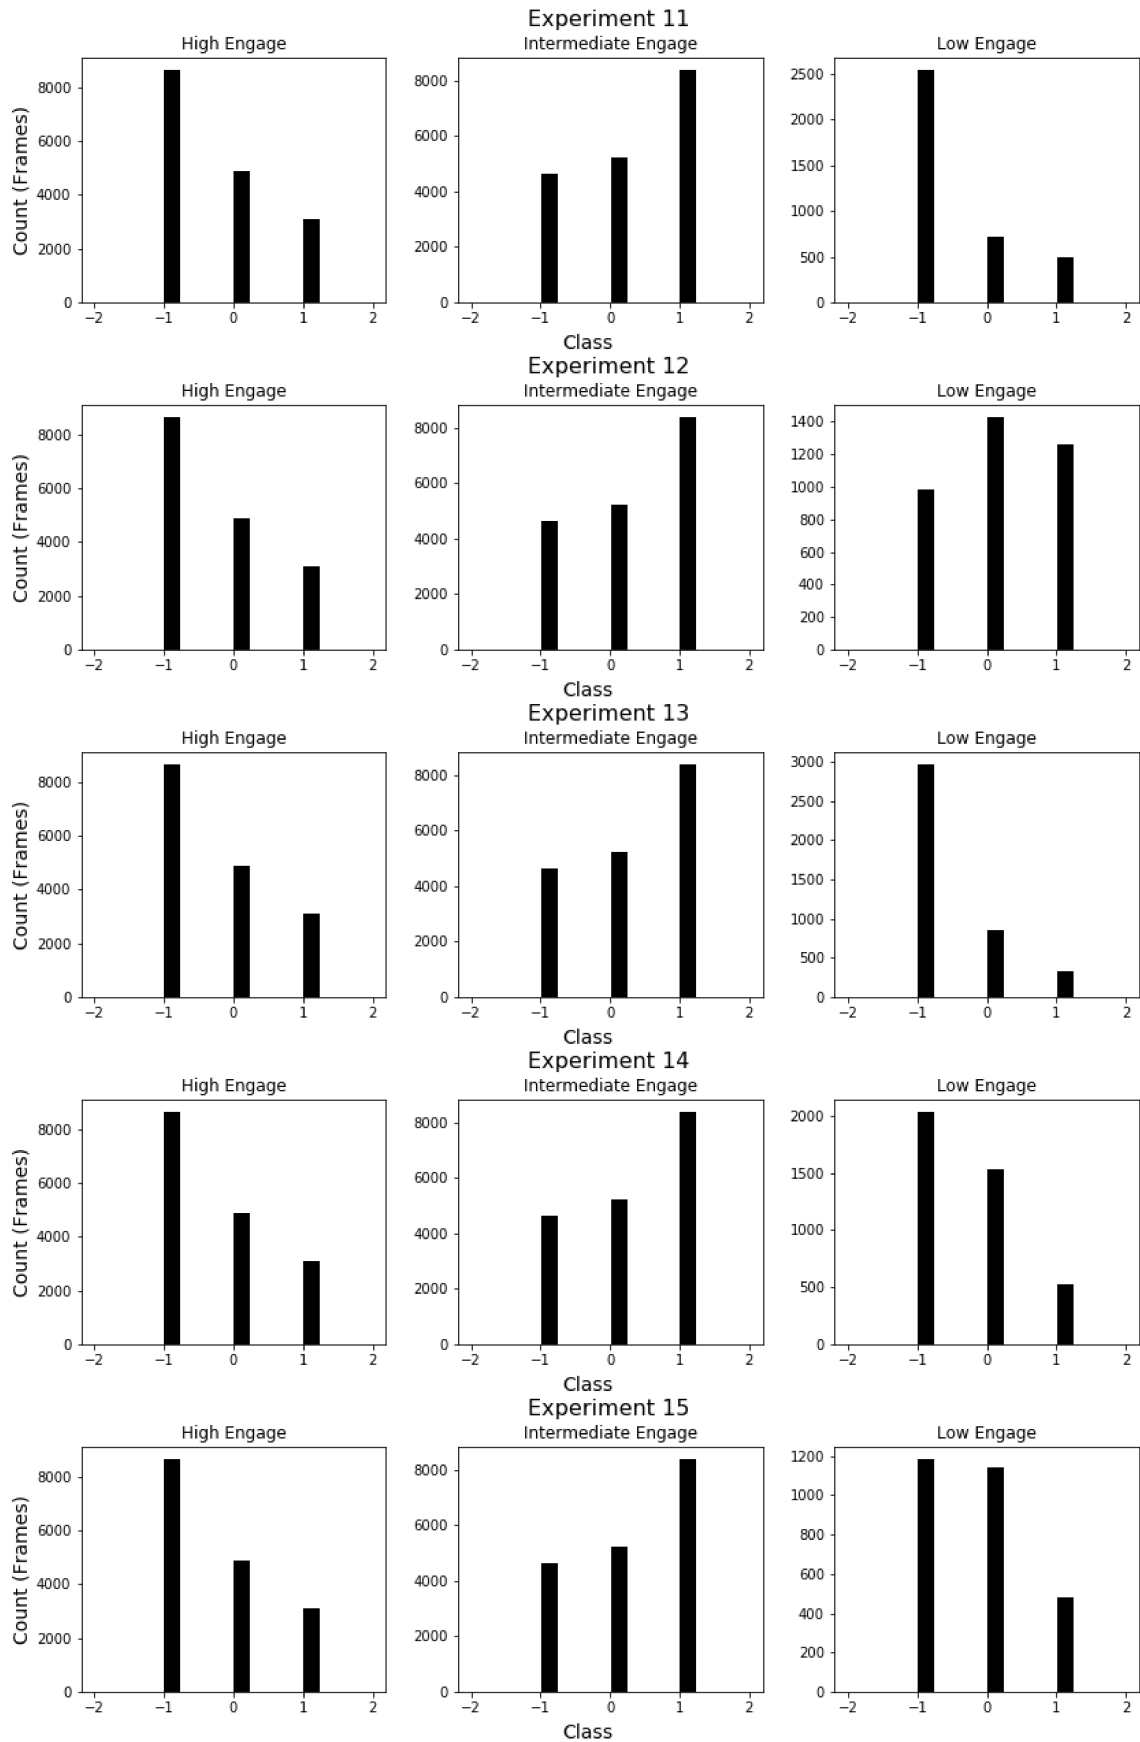 Experiment 11
High Engage Intermediate Engage Low Engage
Count (Frames)
8000
6000
4000
2000
0
−2 −1 0 1 2
8000
6000
4000
2000
0
−2 −1 0 1 2
2500
2000
1500
1000
500
0
−2 −1 0 1 2
Class
Experiment 12
High Engage Intermediate Engage Low Engage
Count (Frames)
8000
6000
4000
2000
0
−2 −1 0 1 2
8000
6000
4000
2000
0
−2 −1 0 1 2
1400
1200
1000
800
600
400
200
0
−2 −1 0 1 2
Class
Experiment 13
High Engage Intermediate Engage Low Engage
Count (Frames)
8000
6000
4000
2000
0
−2 −1 0 1 2
8000
6000
4000
2000
0
−2 −1 0 1 2
3000
2500
2000
1500
1000
500
0
−2 −1 0 1 2
Class
Experiment 14
High Engage Intermediate Engage Low Engage
Count (Frames)
8000
6000
4000
2000
0
−2 −1 0 1 2
8000
6000
4000
2000
0
−2 −1 0 1 2
2000
1500
1000
500
0
−2 −1 0 1 2
Class
Experiment 15
High Engage Intermediate Engage Low Engage
Count (Frames)
8000
6000
4000
2000
0
−2 −1 0 1 2
8000
6000
4000
2000
0
−2 −1 0 1 2
1200
1000
800
600
400
200
0
−2 −1 0 1 2
Class